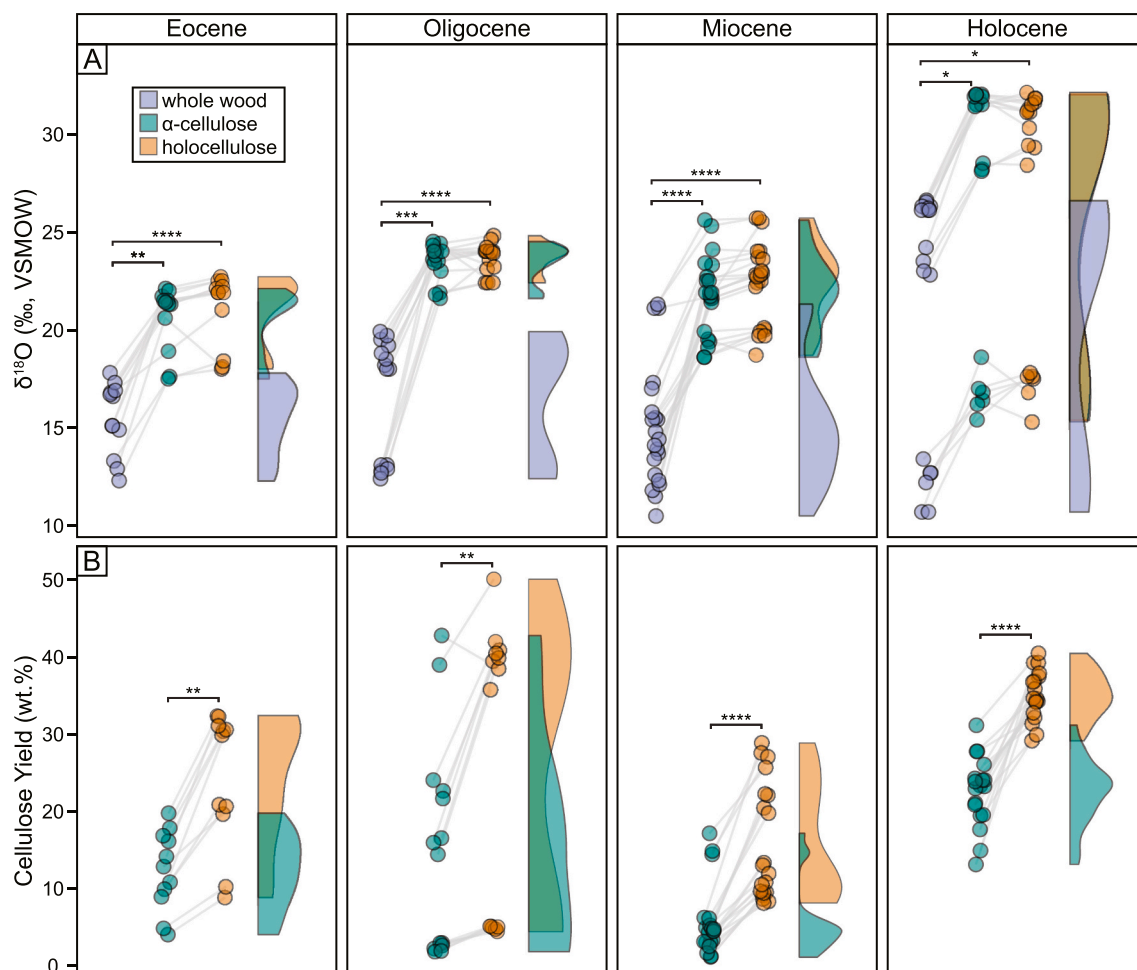 Eocene
Oligocene
Miocene
Holocene
A
whole wood
α-cellulose
holocellulose
δ¹⁸O (‰, VSMOW)
30
25
20
15
10
****
**
****
***
****
****
*
*
B
Cellulose Yield (wt.%)
50
40
30
20
10
0
**
**
****
****